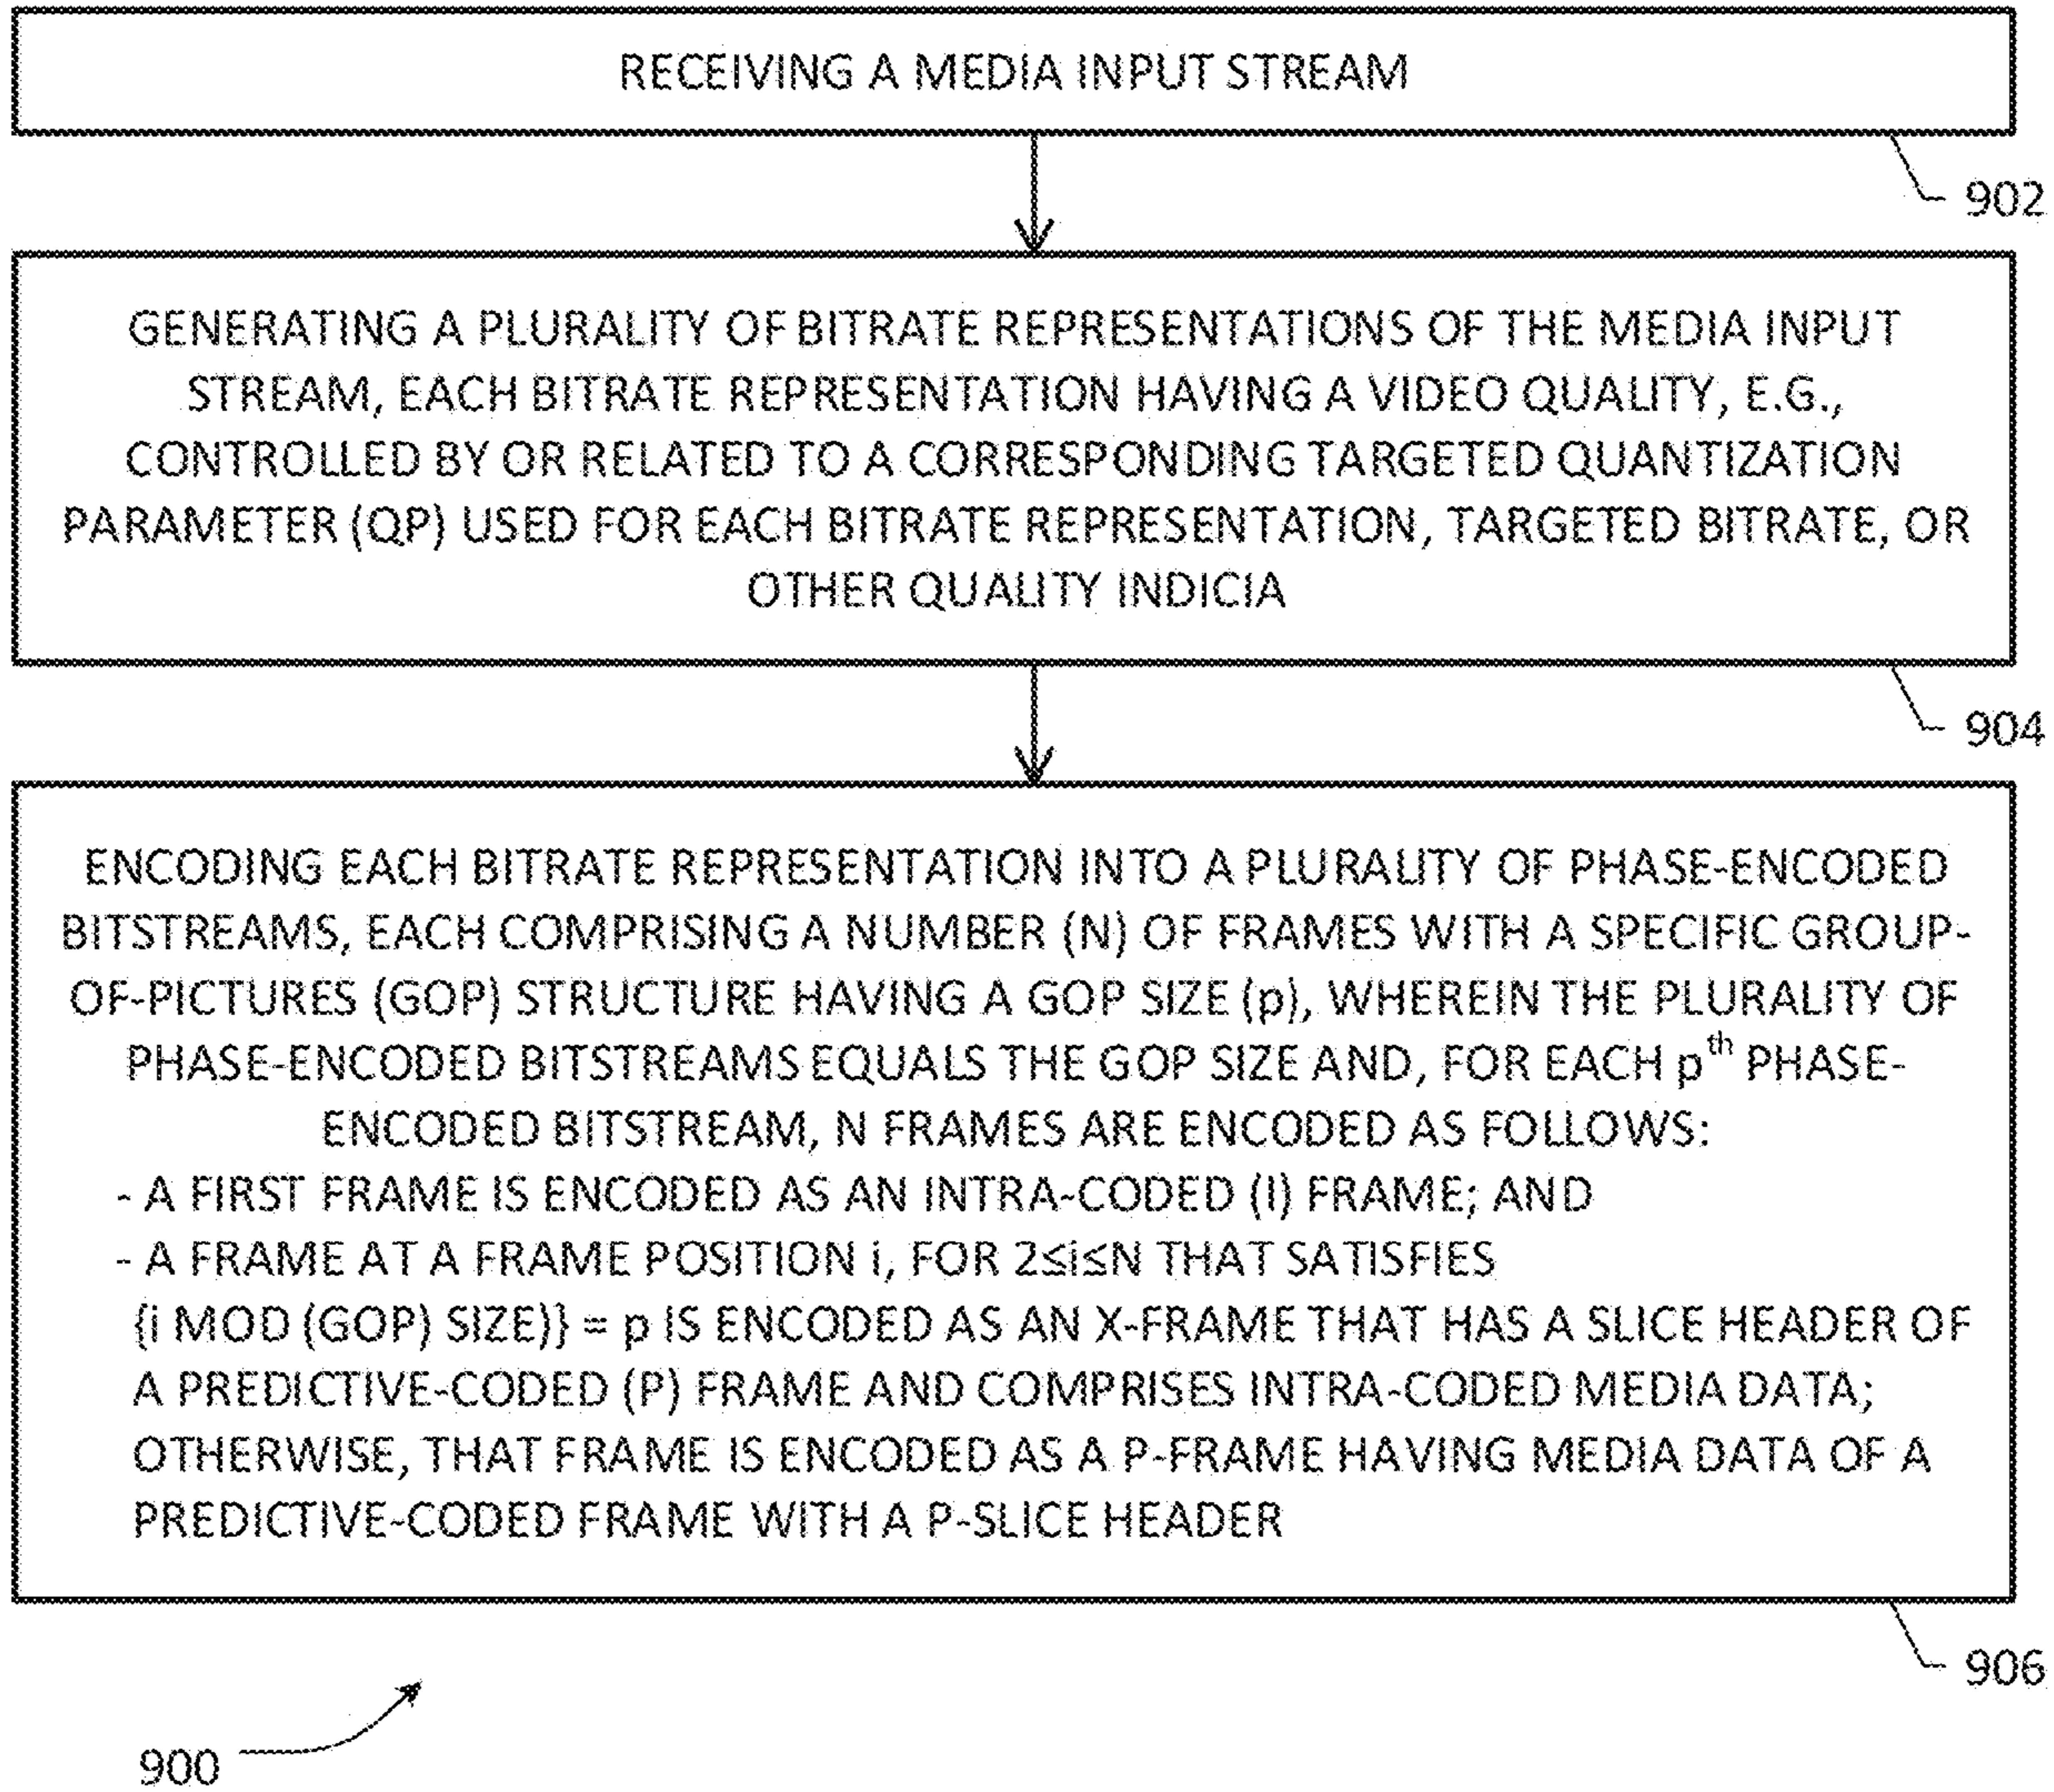 RECEIVING A MEDIA INPUT STREAM
902
GENERATING A PLURALITY OF BITRATE REPRESENTATIONS OF THE MEDIA INPUT
STREAM, EACH BITRATE REPRESENTATION HAVING A VIDEO QUALITY, E.G.,
CONTROLLED BY OR RELATED TO A CORRESPONDING TARGETED QUANTIZATION
PARAMETER (QP) USED FOR EACH BITRATE REPRESENTATION, TARGETED BITRATE, OR
OTHER QUALITY INDICIA
904
ENCODING EACH BITRATE REPRESENTATION INTO A PLURALITY OF PHASE-ENCODED
BITSTREAMS, EACH COMPRISING A NUMBER (N) OF FRAMES WITH A SPECIFIC GROUP-
OF-PICTURES (GOP) STRUCTURE HAVING A GOP SIZE (p), WHEREIN THE PLURALITY OF
PHASE-ENCODED BITSTREAMS EQUALS THE GOP SIZE AND, FOR EACH pth PHASE-
ENCODED BITSTREAM, N FRAMES ARE ENCODED AS FOLLOWS:
- A FIRST FRAME IS ENCODED AS AN INTRA-CODED (I) FRAME; AND
- A FRAME AT A FRAME POSITION i, FOR 2≤i≤N THAT SATISFIES
{i MOD (GOP) SIZE)} = p IS ENCODED AS AN X-FRAME THAT HAS A SLICE HEADER OF
A PREDICTIVE-CODED (P) FRAME AND COMPRISES INTRA-CODED MEDIA DATA;
OTHERWISE, THAT FRAME IS ENCODED AS A P-FRAME HAVING MEDIA DATA OF A
PREDICTIVE-CODED FRAME WITH A P-SLICE HEADER
906
900